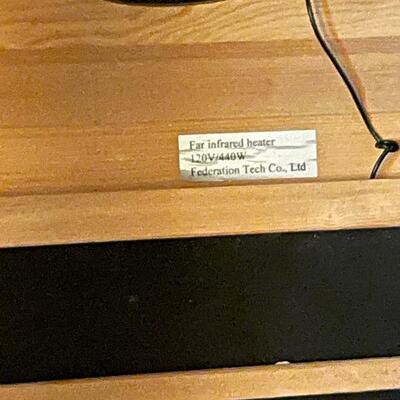 Far infrared heater
120V/440W
Federation Tech Co., Ltd